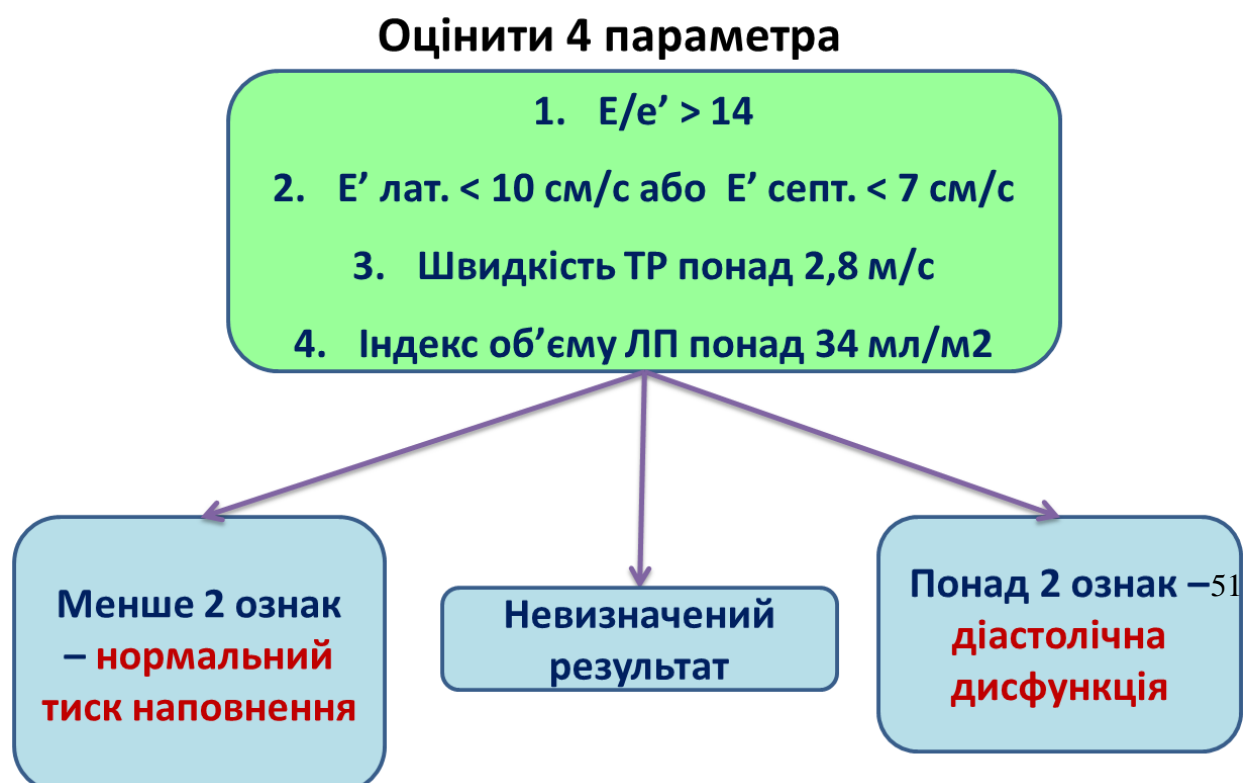 Оцінити 4 параметра
1. E/e’ > 14
2. E’ лат. < 10 см/с або E’ септ. < 7 см/с
3. Швидкість ТР понад 2,8 м/с
4. Індекс об’єму ЛП понад 34 мл/м2
Менше 2 ознак
– нормальний
тиск наповнення
Невизначений
результат
Понад 2 ознак –
діастолічна
дисфункція
51